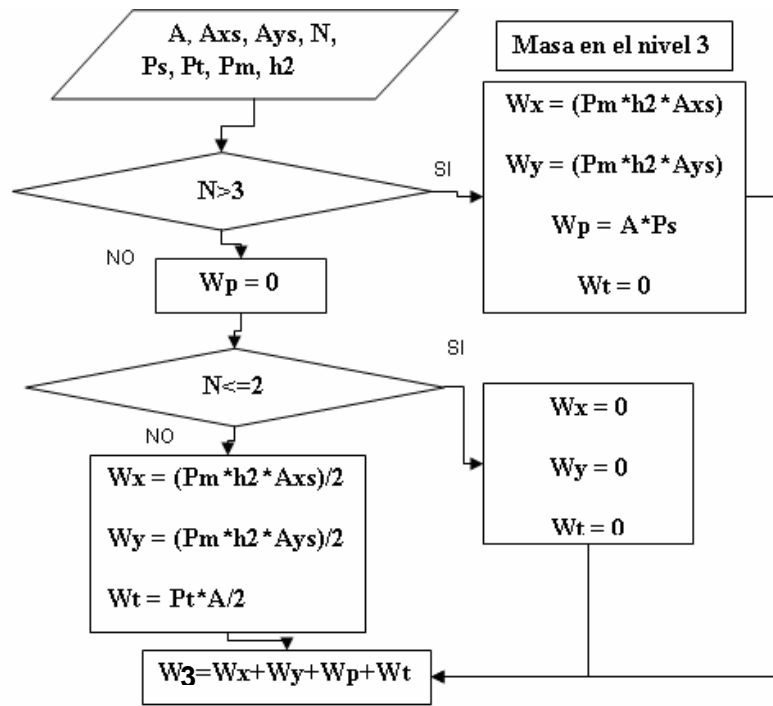 A, Axs, Ays, N,
Ps, Pt, Pm, h2
Masa en el nivel 3
N>3
SI
Wx = (Pm*h2*Axs)
Wy = (Pm*h2*Ays)
Wp = A*Ps
Wt = 0
NO
Wp = 0
N<=2
SI
Wx = 0
Wy = 0
Wt = 0
NO
Wx = (Pm*h2*Axs)/2
Wy = (Pm*h2*Ays)/2
Wt = Pt*A/2
W3=Wx+Wy+Wp+Wt